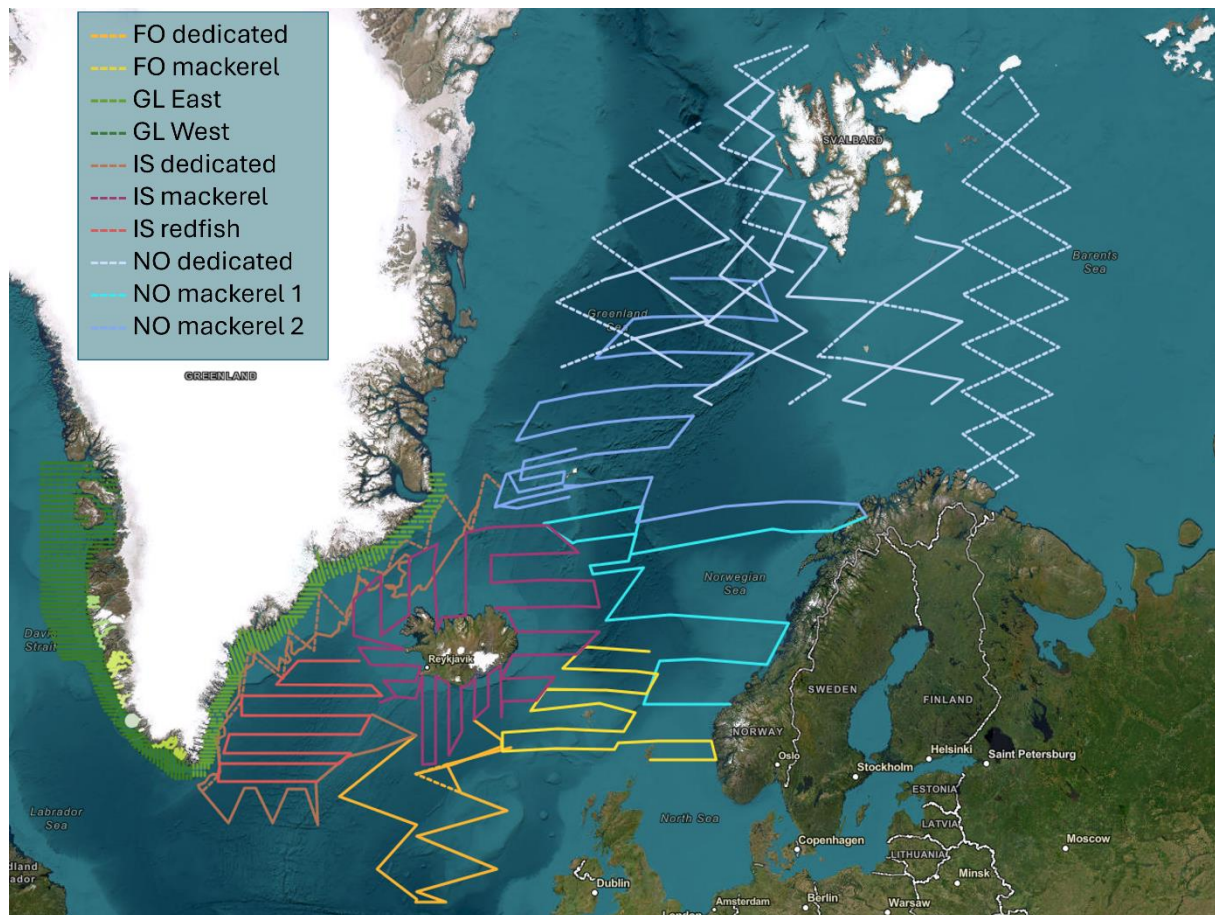 FO dedicated
FO mackerel
GL East
GL West
IS dedicated
IS mackerel
IS redfish
NO dedicated
NO mackerel 1
NO mackerel 2
SVALBARD
Barents
Sea
Greenland
GREENLAND
Norwegian
Sea
Strait
Reykjavik
SWEDEN
FINLAND
NORWAY
Oslo
Helsinki
Saint Petersburg
Stockholm
ESTONIA
Labrador
Sea
North Sea
LATVIA
Copenhagen
Moscow
LITHUANIA
Minsk
Dublin
Amsterdam
Berlin
Warsaw